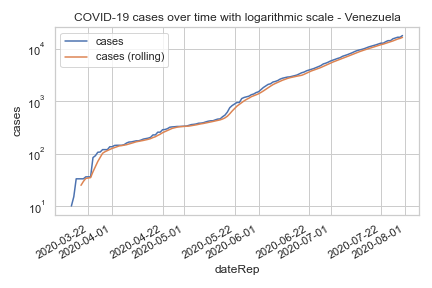 COVID-19 cases over time with logarithmic scale - Venezuela
cases
cases (rolling)
10⁴
10³
10²
10¹
cases
2020-03-22
2020-04-01
2020-04-22
2020-05-01
2020-05-22
2020-06-01
2020-06-22
2020-07-01
2020-07-22
2020-08-01
dateRep